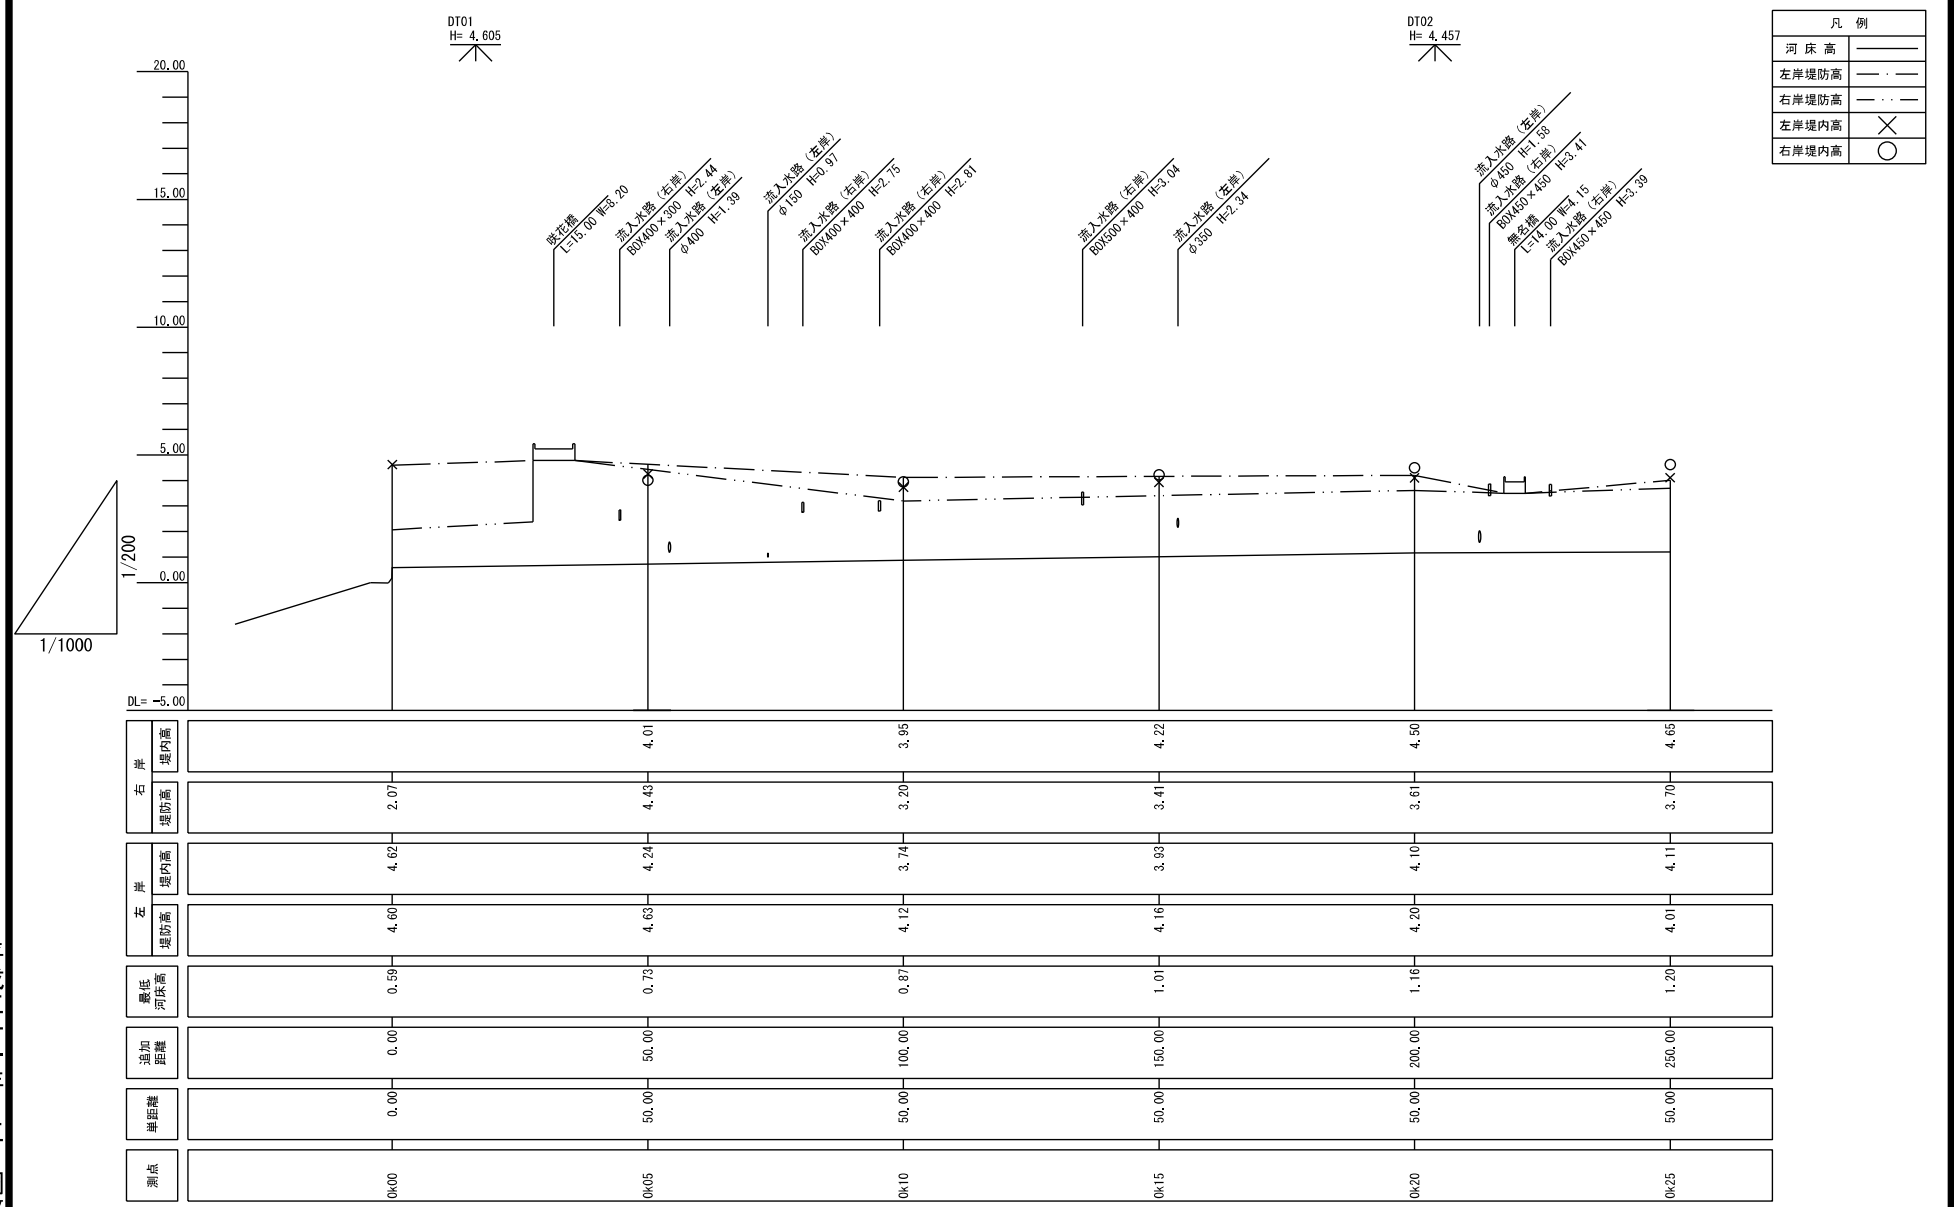 DT01
H= 4.605
DT02
H= 4.457
凡 例
河 床 高
左岸堤防高
右岸堤防高
左岸堤内高
右岸堤内高
20.00
15.00
10.00
5.00
0.00
DL= -5.00
1/200
1/1000
咲花橋
L=15.00 W=8.20
流入水路（右岸）
BOX400×300 H=2.44
流入水路（左岸）
φ400 H=1.39
流入水路（左岸）
φ150 H=0.97
流入水路（右岸）
BOX400×400 H=2.75
流入水路（右岸）
BOX400×400 H=2.81
流入水路（右岸）
BOX500×400 H=3.04
流入水路（左岸）
φ350 H=2.34
流入水路（左岸）
φ450 H=1.58
流入水路（右岸）
BOX450×450 H=3.41
無名橋
L=14.00 W=4.15
流入水路（右岸）
BOX450×450 H=3.39
右 岸
堤内高
4.01 3.95 4.22 4.50 4.65
堤防高
2.07 4.43 3.20 3.41 3.61 3.70
左 岸
堤内高
4.62 4.24 3.74 3.93 4.10 4.11
堤防高
4.60 4.63 4.12 4.16 4.20 4.01
最低
河床高
0.59 0.73 0.87 1.01 1.16 1.20
追加
距離
0.00 50.00 100.00 150.00 200.00 250.00
単距離
0.00 50.00 50.00 50.00 50.00 50.00
測点
0k00 0k05 0k10 0k15 0k20 0k25